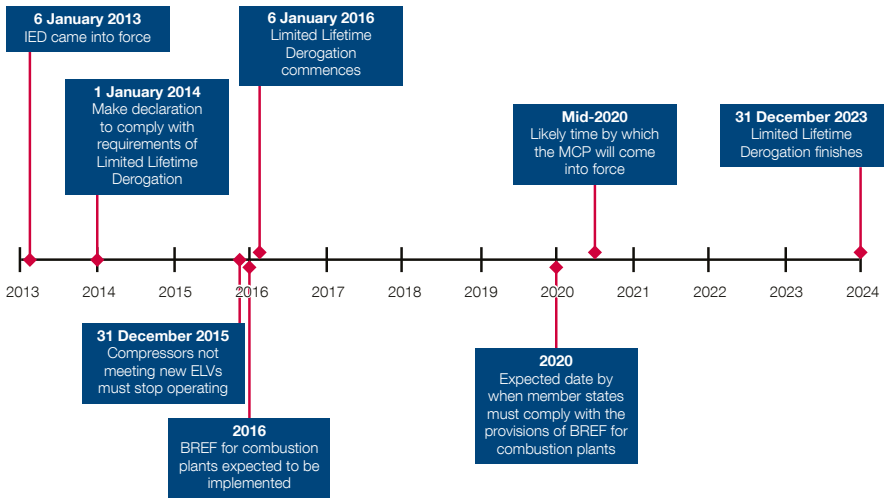 6 January 2013
IED came into force
6 January 2016
Limited Lifetime
Derogation
commences
1 January 2014
Make declaration
to comply with
requirements of
Limited Lifetime
Derogation
Mid-2020
Likely time by which
the MCP will come
into force
31 December 2023
Limited Lifetime
Derogation finishes
2013
2014
2015
2016
2017
2018
2019
2020
2021
2022
2023
2024
31 December 2015
Compressors not
meeting new ELVs
must stop operating
2016
BREF for combustion
plants expected to be
implemented
2020
Expected date by
when member states
must comply with the
provisions of BREF for
combustion plants